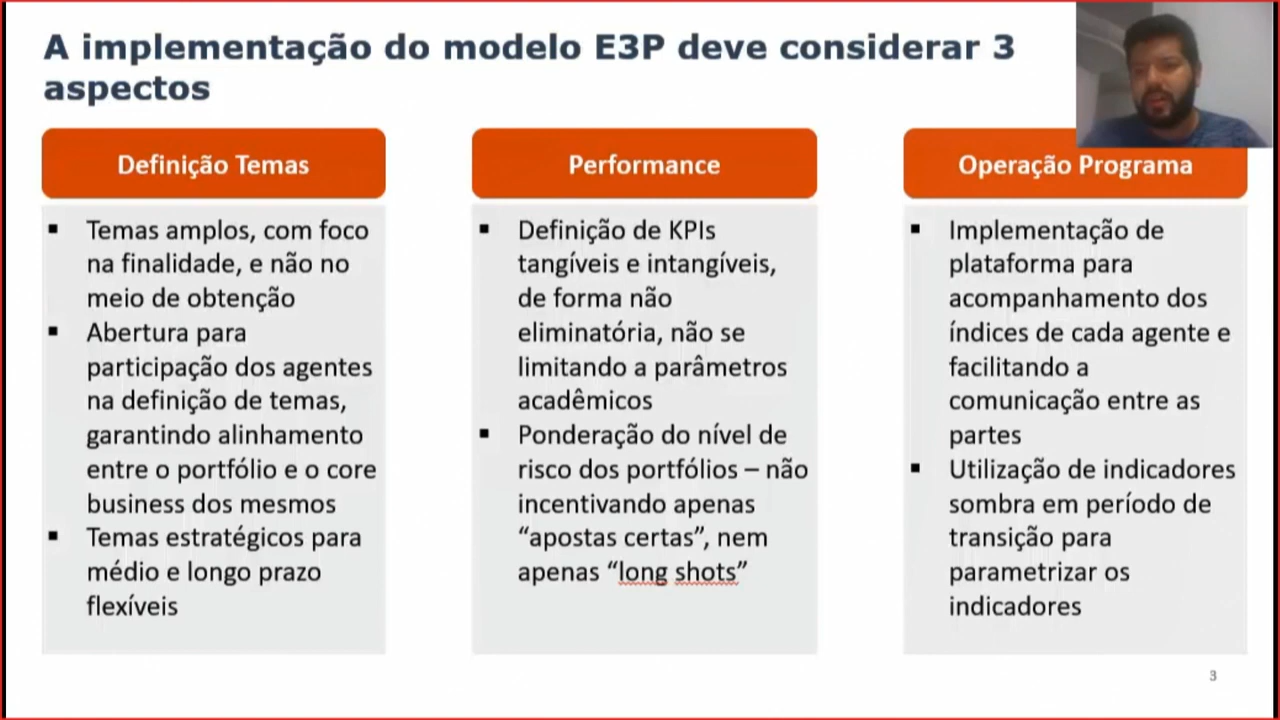 A implementação do modelo E3P deve considerar 3
aspectos
Definição Temas
▪ Temas amplos, com foco
na finalidade, e não no
meio de obtenção
▪ Abertura para
participação dos agentes
na definição de temas,
garantindo alinhamento
entre o portfólio e o core
business dos mesmos
▪ Temas estratégicos para
médio e longo prazo
flexíveis
Performance
▪ Definição de KPIs
tangíveis e intangíveis,
de forma não
eliminatória, não se
limitando a parâmetros
acadêmicos
▪ Ponderação do nível de
risco dos portfólios – não
incentivando apenas
“apostas certas”, nem
apenas “long shots”
Operação Programa
▪ Implementação de
plataforma para
acompanhamento dos
índices de cada agente e
facilitando a
comunicação entre as
partes
▪ Utilização de indicadores
sombra em período de
transição para
parametrizar os
indicadores
3